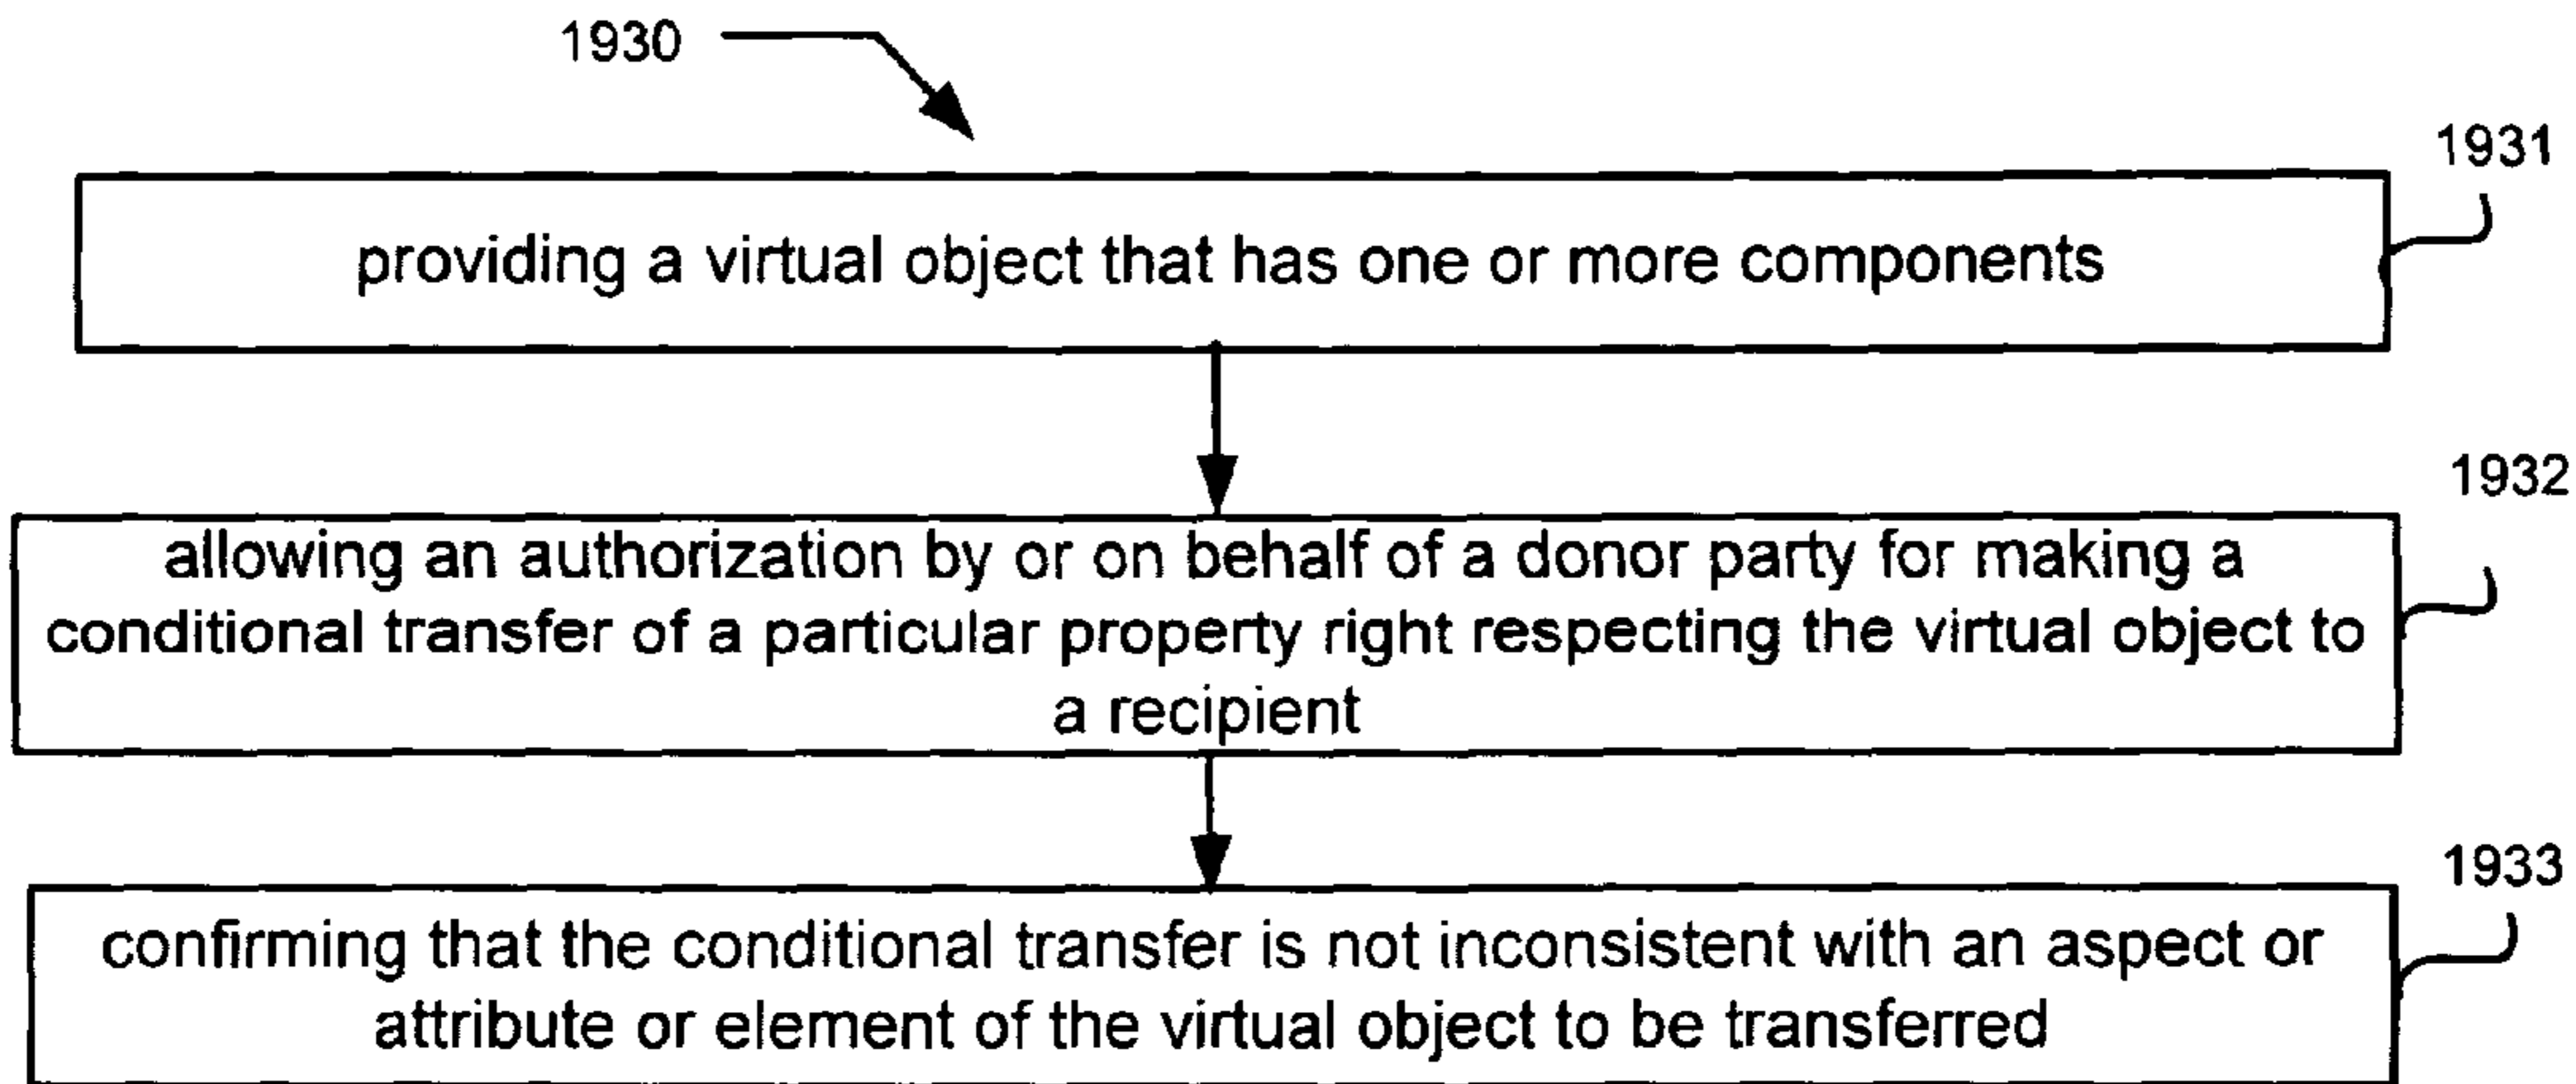 1930
1931
providing a virtual object that has one or more components
1932
allowing an authorization by or on behalf of a donor party for making a
conditional transfer of a particular property right respecting the virtual object to
a recipient
1933
confirming that the conditional transfer is not inconsistent with an aspect or
attribute or element of the virtual object to be transferred